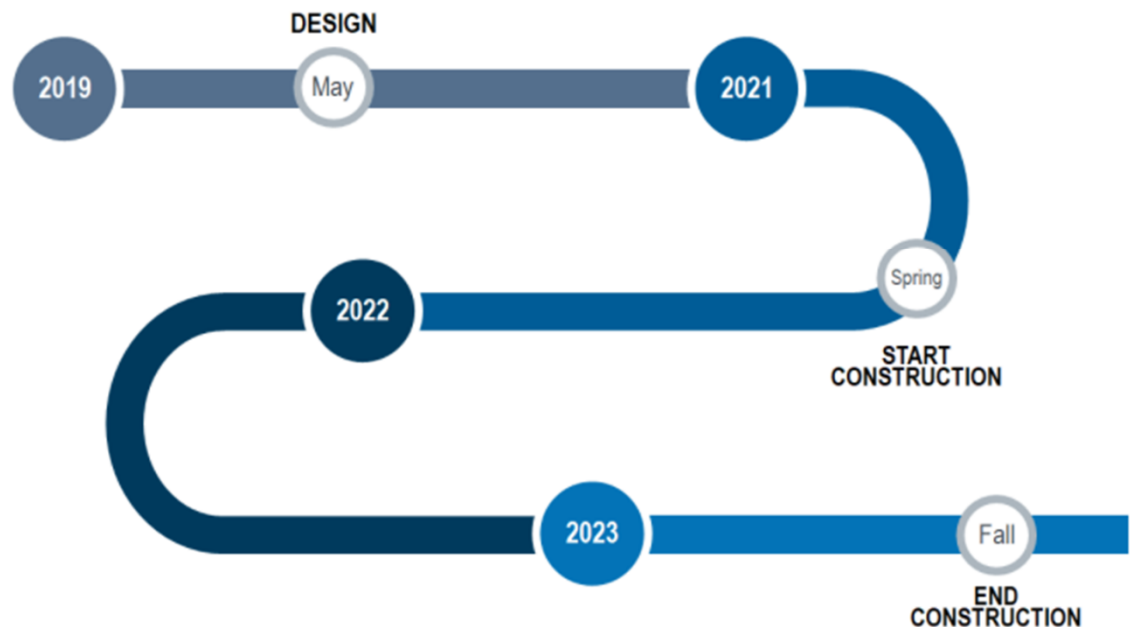 DESIGN
2019
May
2021
2022
Spring
START
CONSTRUCTION
2023
Fall
END
CONSTRUCTION